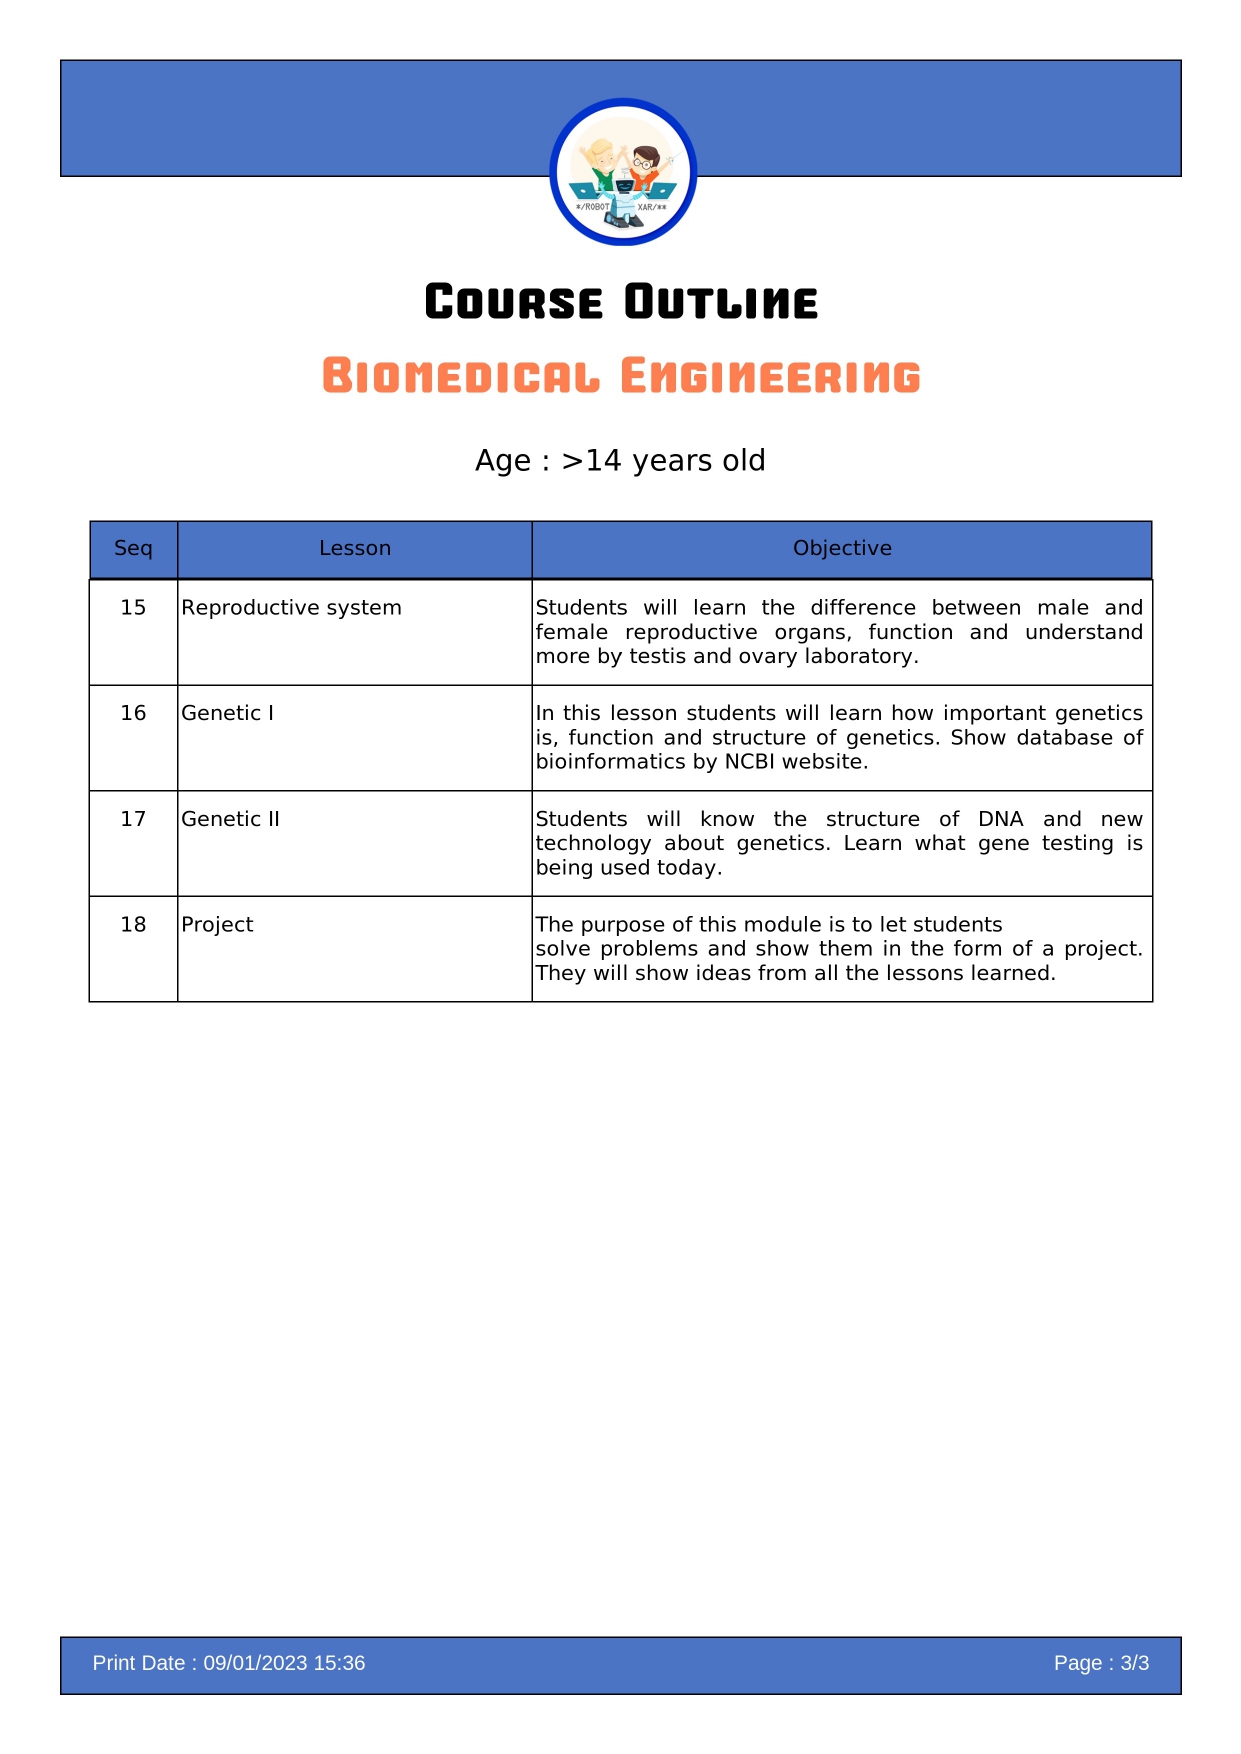 */ROBOT XAR/**
Course Outline
Biomedical Engineering
Age : >14 years old
Seq Lesson Objective
15 Reproductive system Students will learn the difference between male and
female reproductive organs, function and understand
more by testis and ovary laboratory.
16 Genetic I In this lesson students will learn how important genetics
is, function and structure of genetics. Show database of
bioinformatics by NCBI website.
17 Genetic II Students will know the structure of DNA and new
technology about genetics. Learn what gene testing is
being used today.
18 Project The purpose of this module is to let students
solve problems and show them in the form of a project.
They will show ideas from all the lessons learned.
Print Date : 09/01/2023 15:36 Page : 3/3